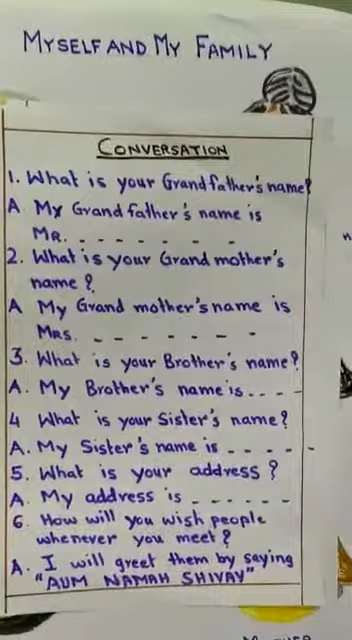 MYSELF AND MY FAMILY
CONVERSATION
1. What is your Grandfather's name?
A. My Grandfather's name is
MR. - - - - - - -
2. What is your Grand mother's
name?
A My Grand mother's name is
MRS. - - - - - - -
3. What is your Brother's name?
A. My Brother's name is - - - -
4 What is your Sister's name?
A. My Sister's name is - - - - -
5. What is your address?
A. My address is - - - - - -
6. How will you wish people
whenever you meet?
A. I will greet them by saying
"AUM NAMAH SHIVAY"